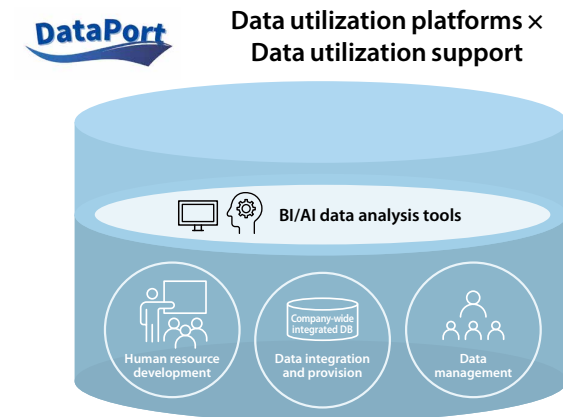 DataPort
Data utilization platforms ×
Data utilization support
BI/AI data analysis tools
Human resource
development
Company-wide
integrated DB
Data integration
and provision
Data
management